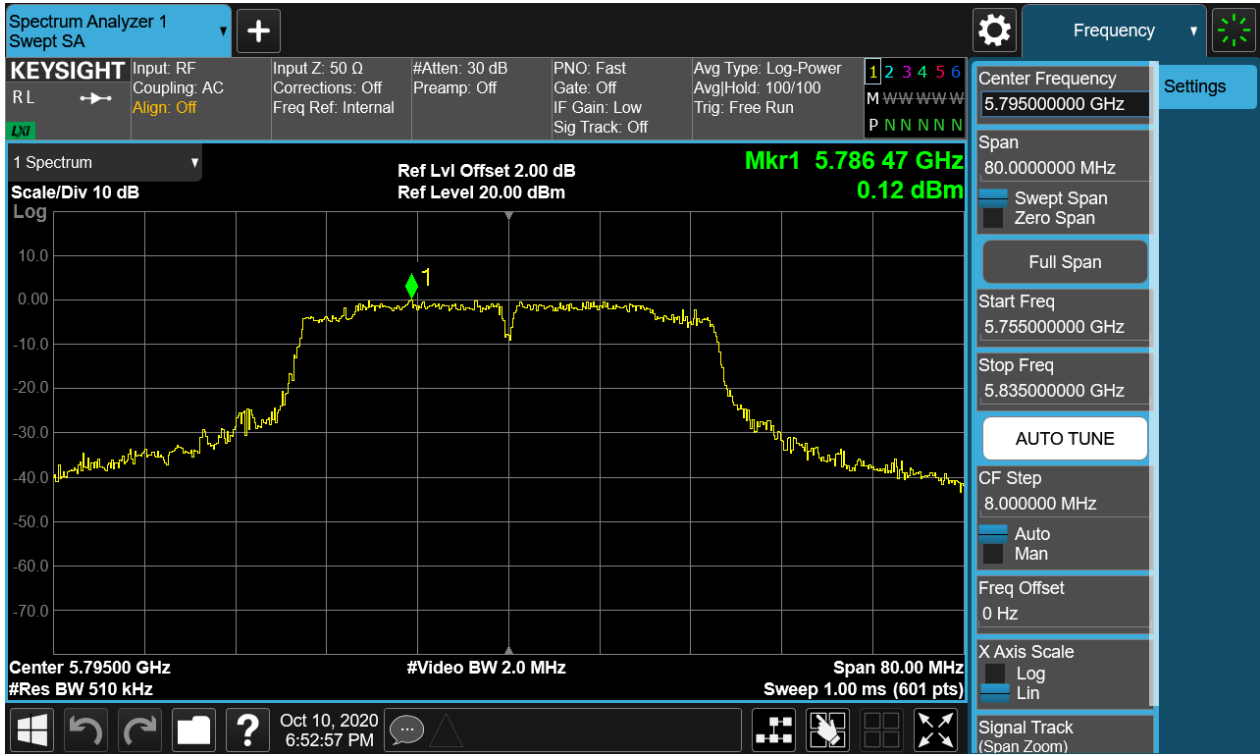 Spectrum Analyzer 1
Swept SA
+
Frequency
KEYSIGHT
R L
LXI
Input: RF
Coupling: AC
Align: Off
Input Z: 50 Ω
Corrections: Off
Freq Ref: Internal
#Atten: 30 dB
Preamp: Off
PNO: Fast
Gate: Off
IF Gain: Low
Sig Track: Off
Avg Type: Log-Power
Avg|Hold: 100/100
Trig: Free Run
1 2 3 4 5 6
M W W W W W
P N N N N N
1 Spectrum
Scale/Div 10 dB
Ref Lvl Offset 2.00 dB
Ref Level 20.00 dBm
Mkr1 5.786 47 GHz
0.12 dBm
Log
10.0
0.00
-10.0
-20.0
-30.0
-40.0
-50.0
-60.0
-70.0
1
Center 5.79500 GHz
#Res BW 510 kHz
#Video BW 2.0 MHz
Span 80.00 MHz
Sweep 1.00 ms (601 pts)
Center Frequency
5.795000000 GHz
Span
80.0000000 MHz
Swept Span
Zero Span
Full Span
Start Freq
5.755000000 GHz
Stop Freq
5.835000000 GHz
AUTO TUNE
CF Step
8.000000 MHz
Auto
Man
Freq Offset
0 Hz
X Axis Scale
Log
Lin
Signal Track
(Span Zoom)
Settings
?
Oct 10, 2020
6:52:57 PM